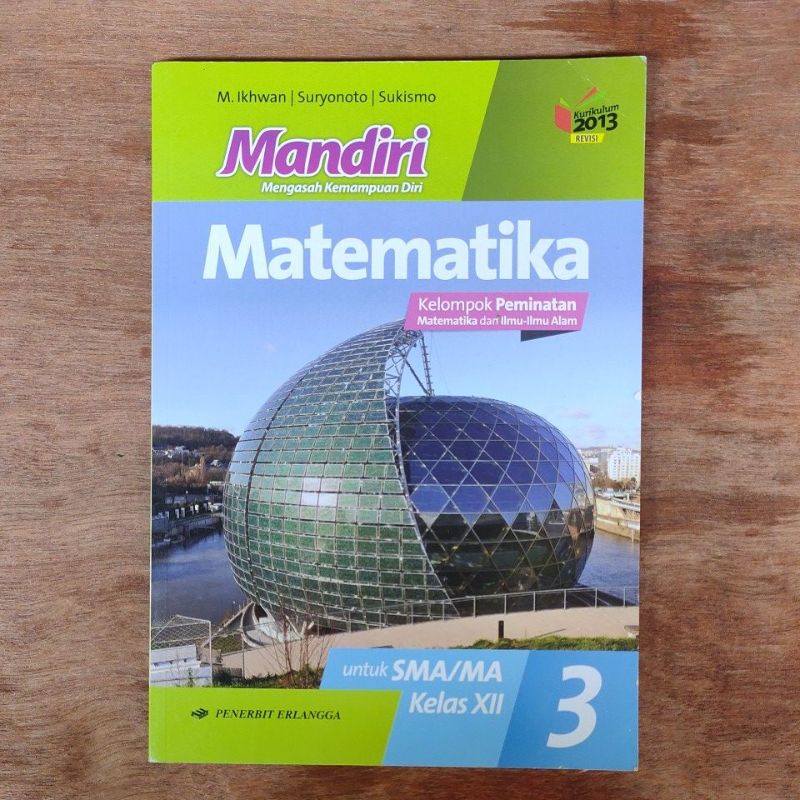 M. Ikhwan | Suryonoto | Sukismo
Kurikulum
2013
REVISI
Mandiri
Mengasah Kemampuan Diri
Matematika
Kelompok Peminatan
Matematika dan Ilmu-Ilmu Alam
untuk SMA/MA
Kelas XII
3
PENERBIT ERLANGGA